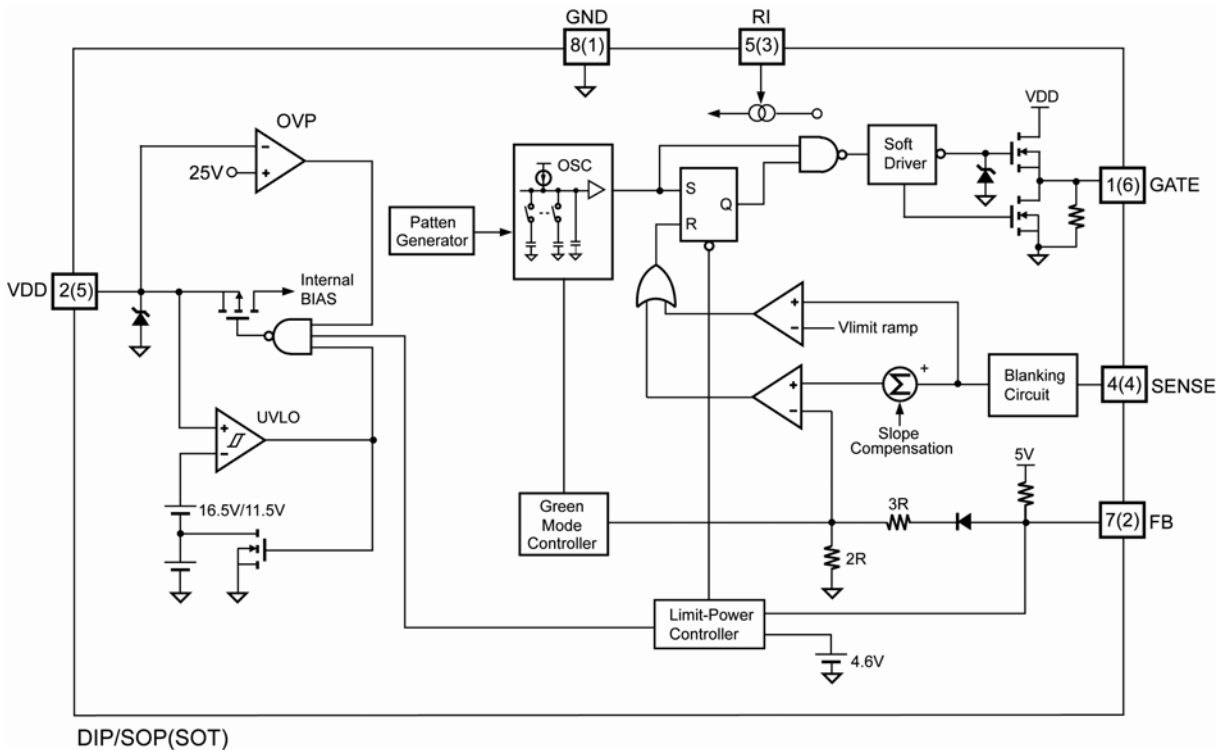 GND
8(1)
RI
5(3)
OVP
25V
-
+
OSC
Patten
Generator
S
R
Q
Soft
Driver
VDD
1(6)
GATE
VDD
2(5)
Internal
BIAS
+
-
Vlimit ramp
UVLO
+
-
16.5V/11.5V
+
-
Σ
+
Slope
Compensation
Blanking
Circuit
4(4)
SENSE
5V
Green
Mode
Controller
3R
2R
7(2)
FB
Limit-Power
Controller
4.6V
DIP/SOP(SOT)